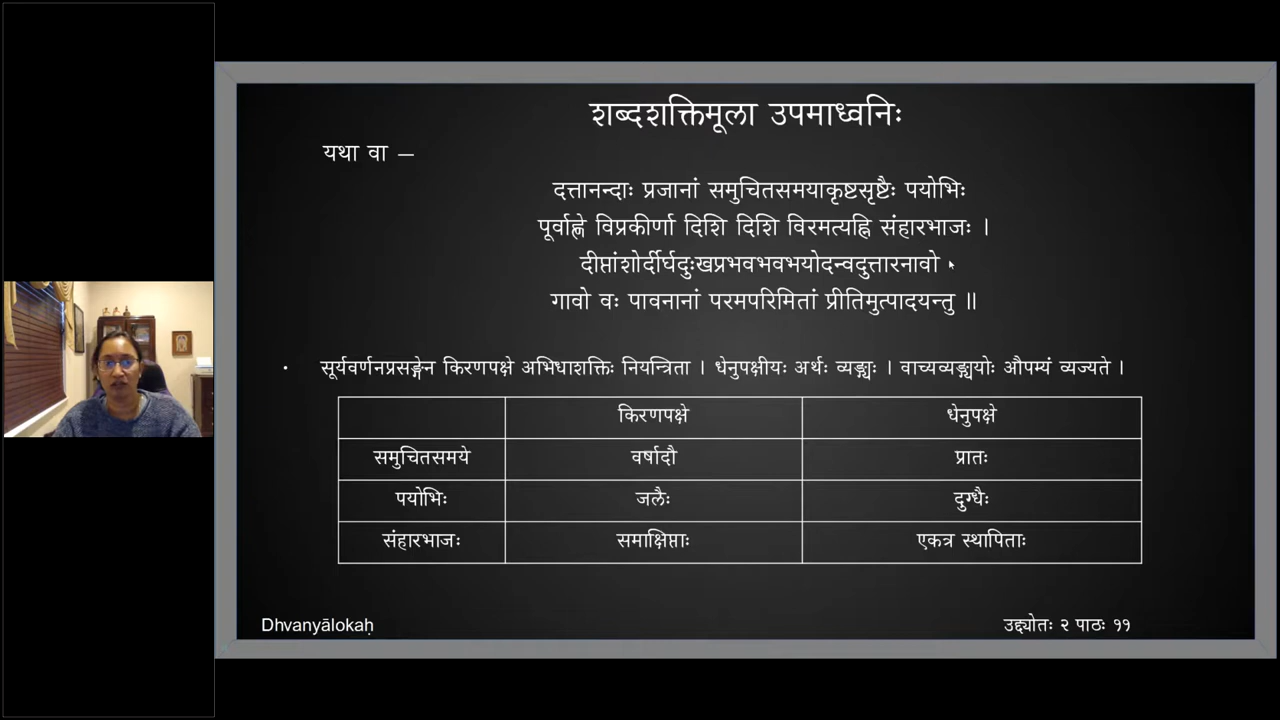 शब्दशक्तिमूला उपमाध्वनिः
यथा वा –
दत्तानन्दाः प्रजानां समुचितसमयाकृष्टसृष्टैः पयोभिः
पूर्वाह्णे विप्रकीर्णा दिशि दिशि विरमत्यह्नि संहारभाजः ।
दीप्तांशोर्दीर्घदुःखप्रभवभवभयोदन्वदुत्तारनावो
गावो वः पावनानां परमपरिमितां प्रीतिमुत्पादयन्तु ॥
• सूर्यवर्णनप्रसङ्गेन किरणपक्षे अभिधाशक्तिः नियन्त्रिता । धेनुपक्षीयः अर्थः व्यङ्ग्यः । वाच्यव्यङ्ग्ययोः औपम्यं व्यज्यते ।
किरणपक्षे धेनुपक्षे
समुचितसमये वर्षादौ प्रातः
पयोभिः जलैः दुग्धैः
संहारभाजः समाक्षिप्ताः एकत्र स्थापिताः
Dhvanyālokaḥ उद्द्योतः २ पाठः ११